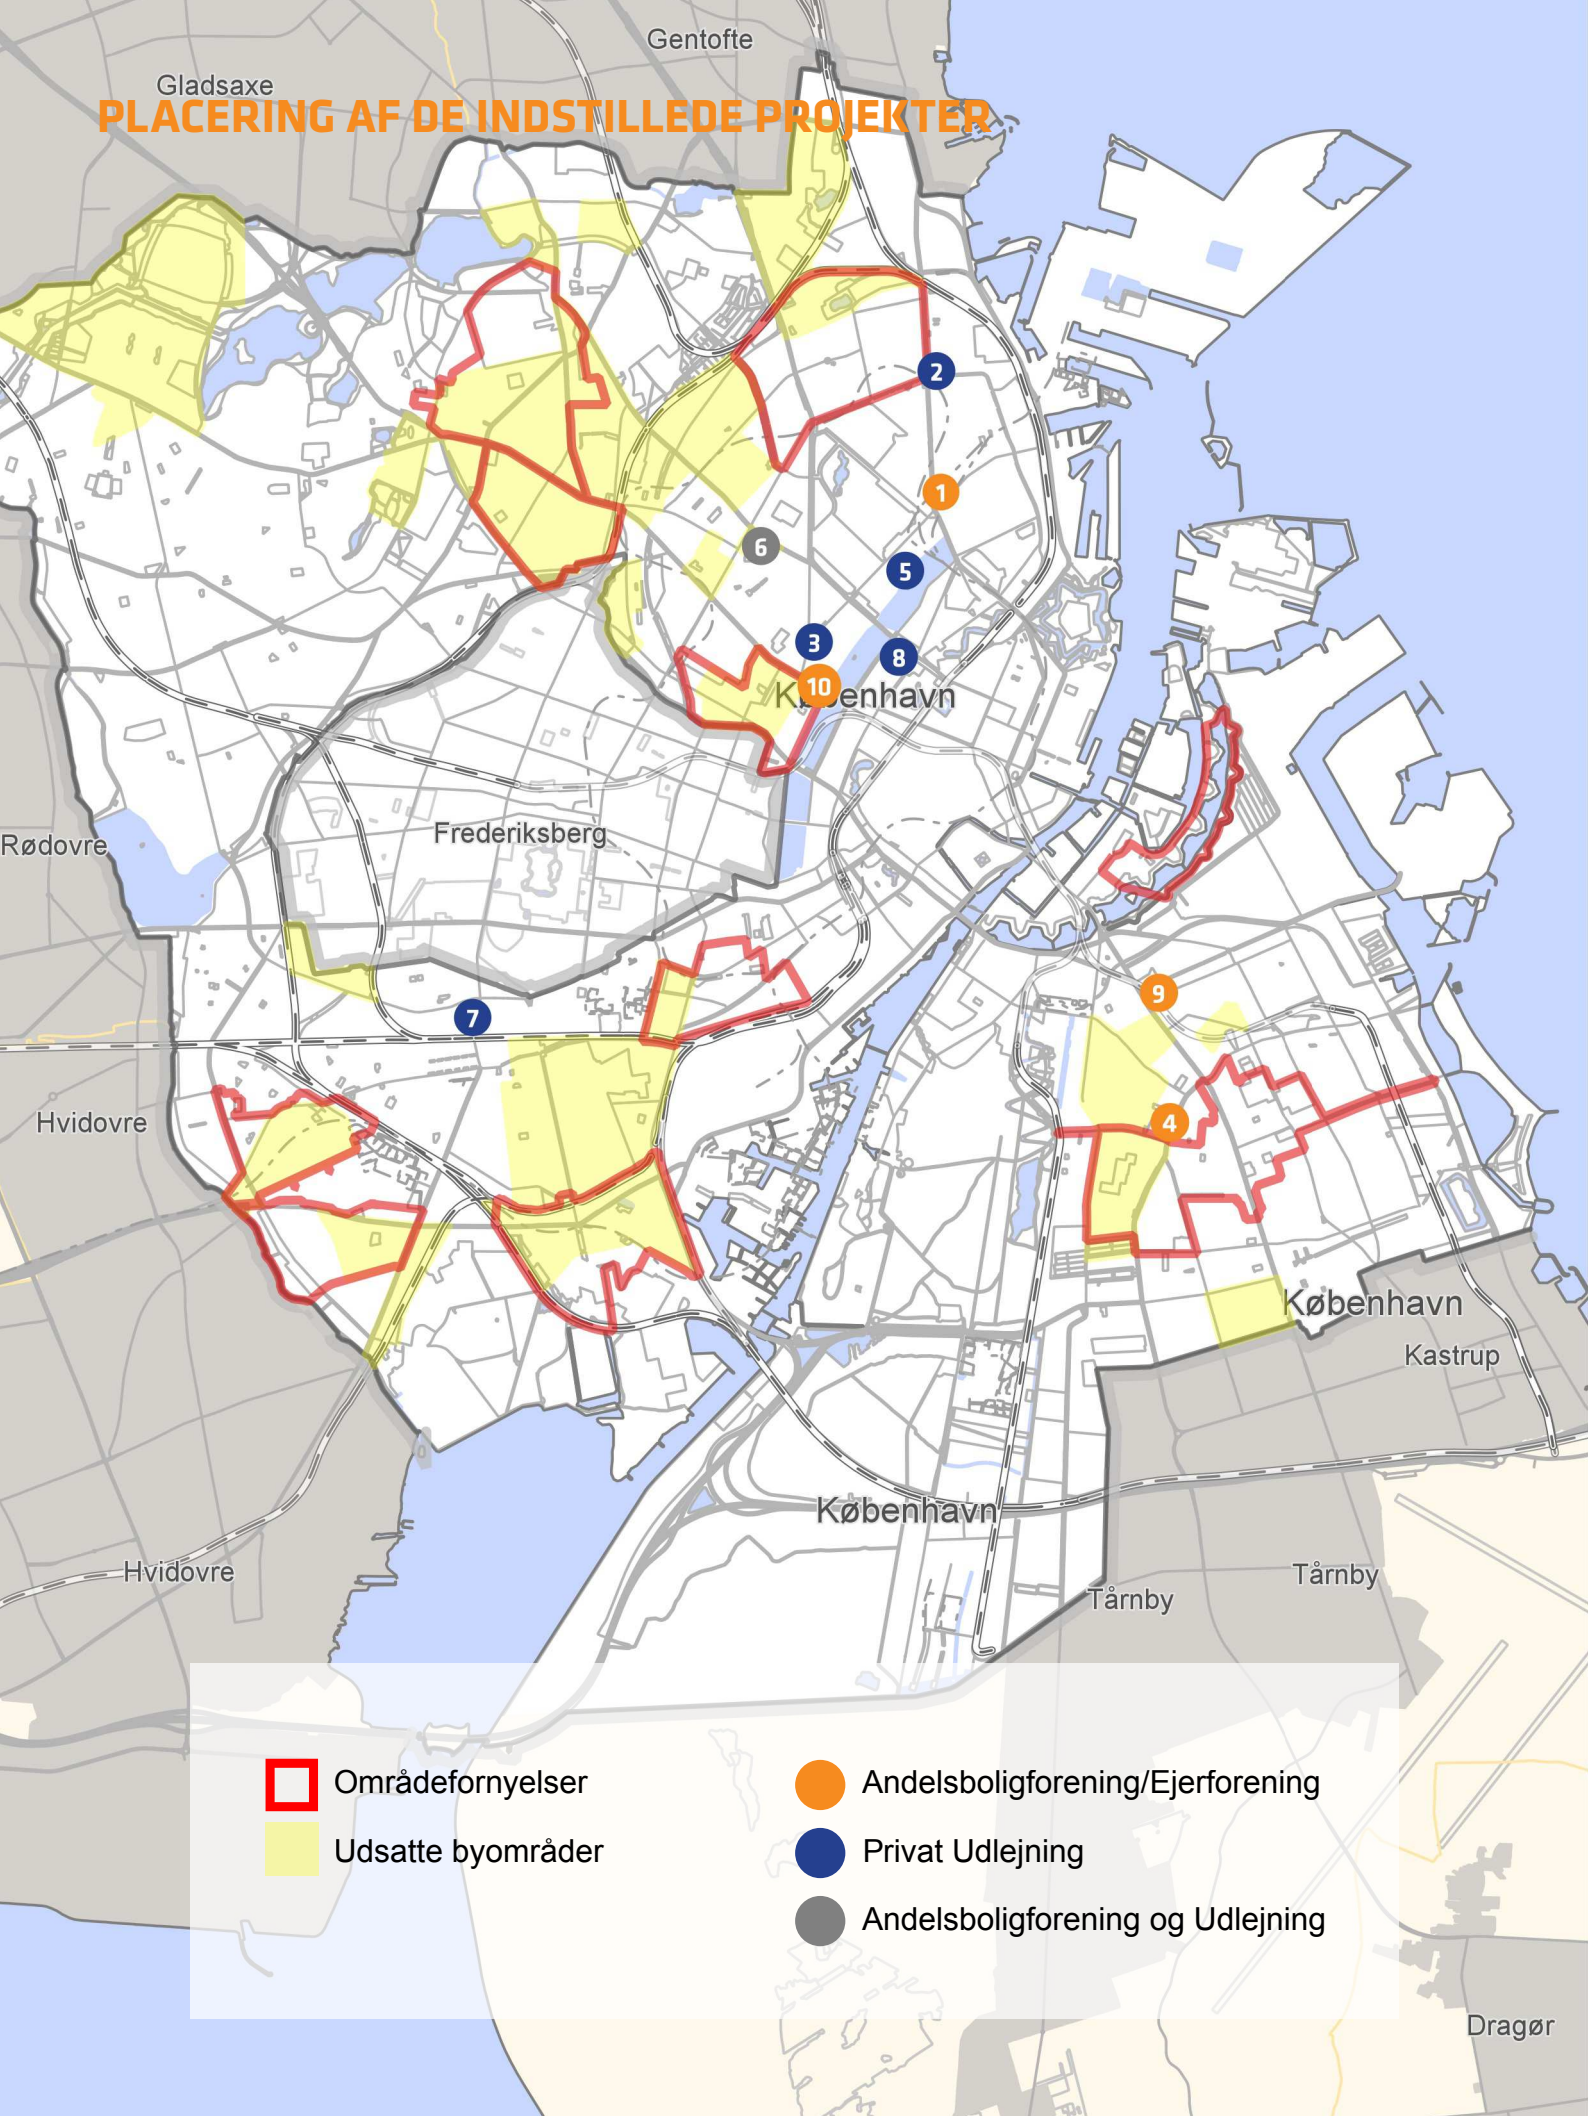 Gentofte
Gladsaxe
PLACERING AF DE INDSTILLEDE PROJEKTER
2
1
6
5
3
8
10
København
Frederiksberg
Rødovre
9
7
4
Hvidovre
København
Kastrup
København
Hvidovre
Tårnby
Tårnby
Områdefornyelser
Udsatte byområder
Andelsboligforening/Ejerforening
Privat Udlejning
Andelsboligforening og Udlejning
Dragør